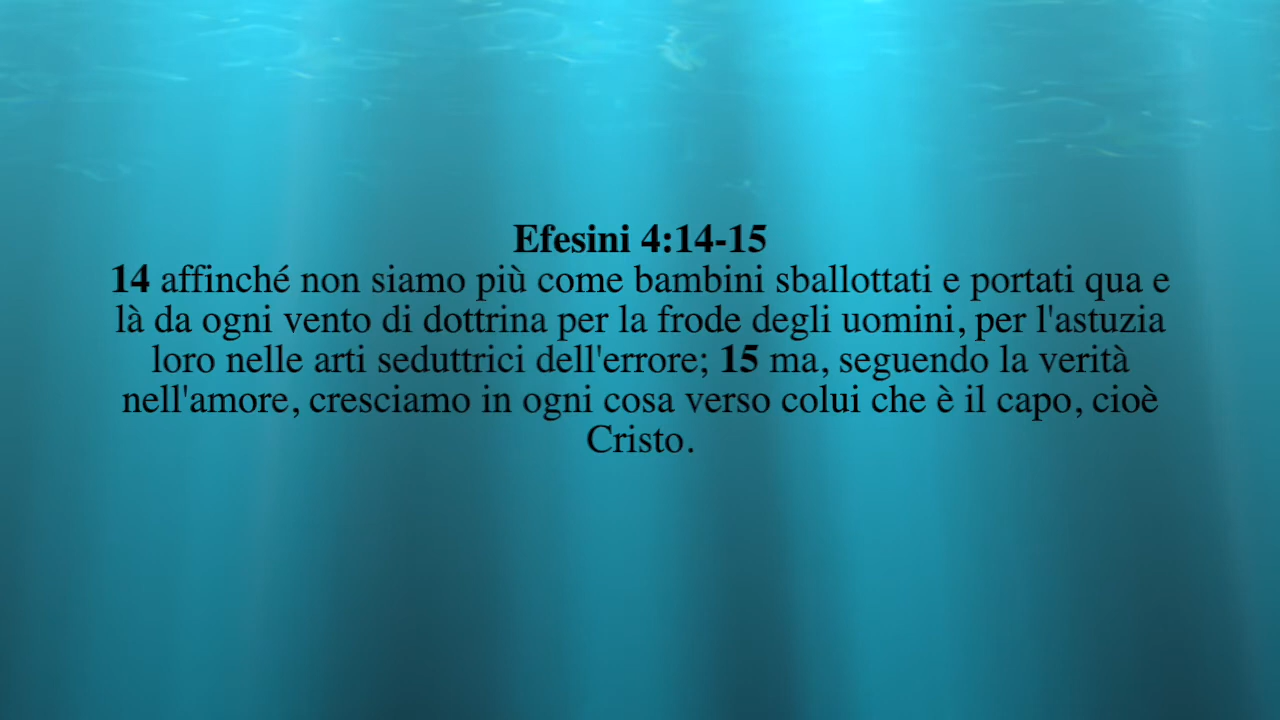 Efesini 4:14-15
14 affinché non siamo più come bambini sballottati e portati qua e
là da ogni vento di dottrina per la frode degli uomini, per l'astuzia
loro nelle arti seduttrici dell'errore; 15 ma, seguendo la verità
nell'amore, cresciamo in ogni cosa verso colui che è il capo, cioè
Cristo.